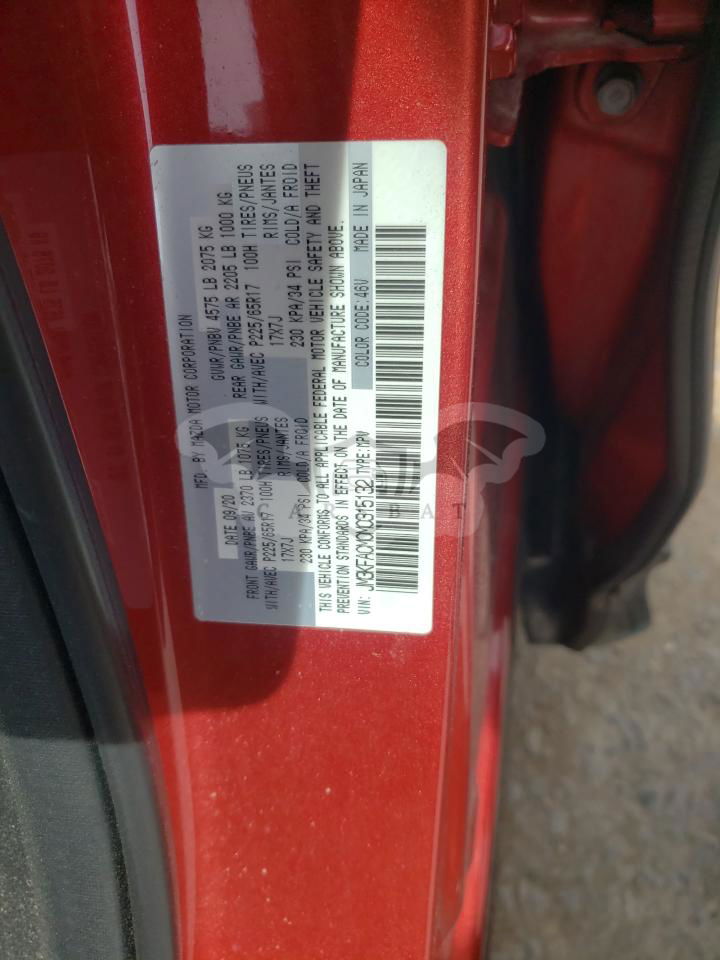 MFD. BY MAZDA MOTOR CORPORATION
DATE 09/20 GVWR/PNBV 4575 LB 2075 KG
FRONT GAWR/PNBE AV 2370 LB 1075 KG REAR GAWR/PNBE AR 2205 LB 1000 KG
WITH/AVEC P225/65R17 100H TIRES/PNEUS WITH/AVEC P225/65R17 100H TIRES/PNEUS
17X7J RIMS/JANTES 17X7J RIMS/JANTES
230 KPA/34 PSI COLD/A FROID 230 KPA/34 PSI COLD/A FROID
THIS VEHICLE CONFORMS TO ALL APPLICABLE FEDERAL MOTOR VEHICLE SAFETY AND THEFT
PREVENTION STANDARDS IN EFFECT ON THE DATE OF MANUFACTURE SHOWN ABOVE.
VIN: JM3KFACM0K0315132 TYPE:MPV COLOR CODE:46V MADE IN JAPAN
CAR BAT